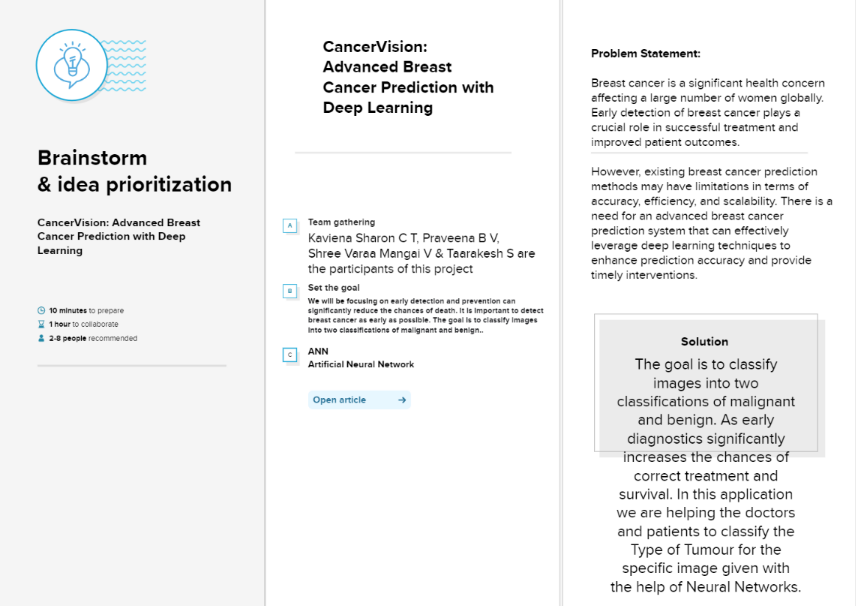 Brainstorm
& idea prioritization
CancerVision: Advanced Breast
Cancer Prediction with Deep
Learning
10 minutes to prepare
1 hour to collaborate
2-8 people recommended
CancerVision:
Advanced Breast
Cancer Prediction with
Deep Learning
A
Team gathering
Kaviena Sharon C T, Praveena B V,
Shree Varaa Mangai V & Taarakesh S are
the participants of this project
B
Set the goal
We will be focusing on early detection and prevention can
significantly reduce the chances of death. It is important to detect
breast cancer as early as possible. The goal is to classify images
into two classifications of malignant and benign..
C
ANN
Artificial Neural Network
Open article
Problem Statement:
Breast cancer is a significant health concern
affecting a large number of women globally.
Early detection of breast cancer plays a
crucial role in successful treatment and
improved patient outcomes.
However, existing breast cancer prediction
methods may have limitations in terms of
accuracy, efficiency, and scalability. There is a
need for an advanced breast cancer
prediction system that can effectively
leverage deep learning techniques to
enhance prediction accuracy and provide
timely interventions.
Solution
The goal is to classify
images into two
classifications of malignant
and benign. As early
diagnostics significantly
increases the chances of
correct treatment and
survival. In this application
we are helping the doctors
and patients to classify the
Type of Tumour for the
specific image given with
the help of Neural Networks.